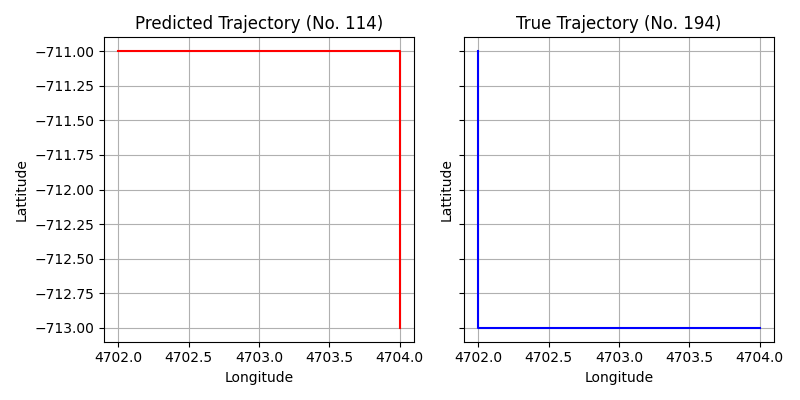 Predicted Trajectory (No. 114)
True Trajectory (No. 194)
−711.00
−711.25
−711.50
−711.75
−712.00
−712.25
−712.50
−712.75
−713.00
Lattitude
Lattitude
4702.0 4702.5 4703.0 4703.5 4704.0
4702.0 4702.5 4703.0 4703.5 4704.0
Longitude
Longitude